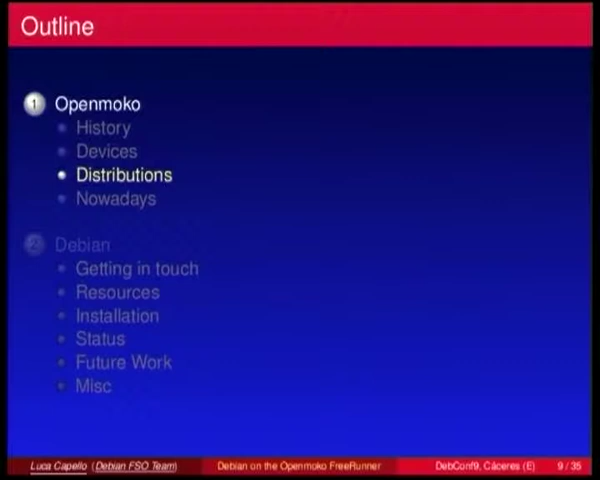 Outline
1 Openmoko
History
Devices
Distributions
Nowadays
2 Debian
Getting in touch
Resources
Installation
Status
Future Work
Misc
Luca Capello (Debian FSO Team) Debian on the Openmoko FreeRunner DebConf9, Cáceres (E) 9 / 35